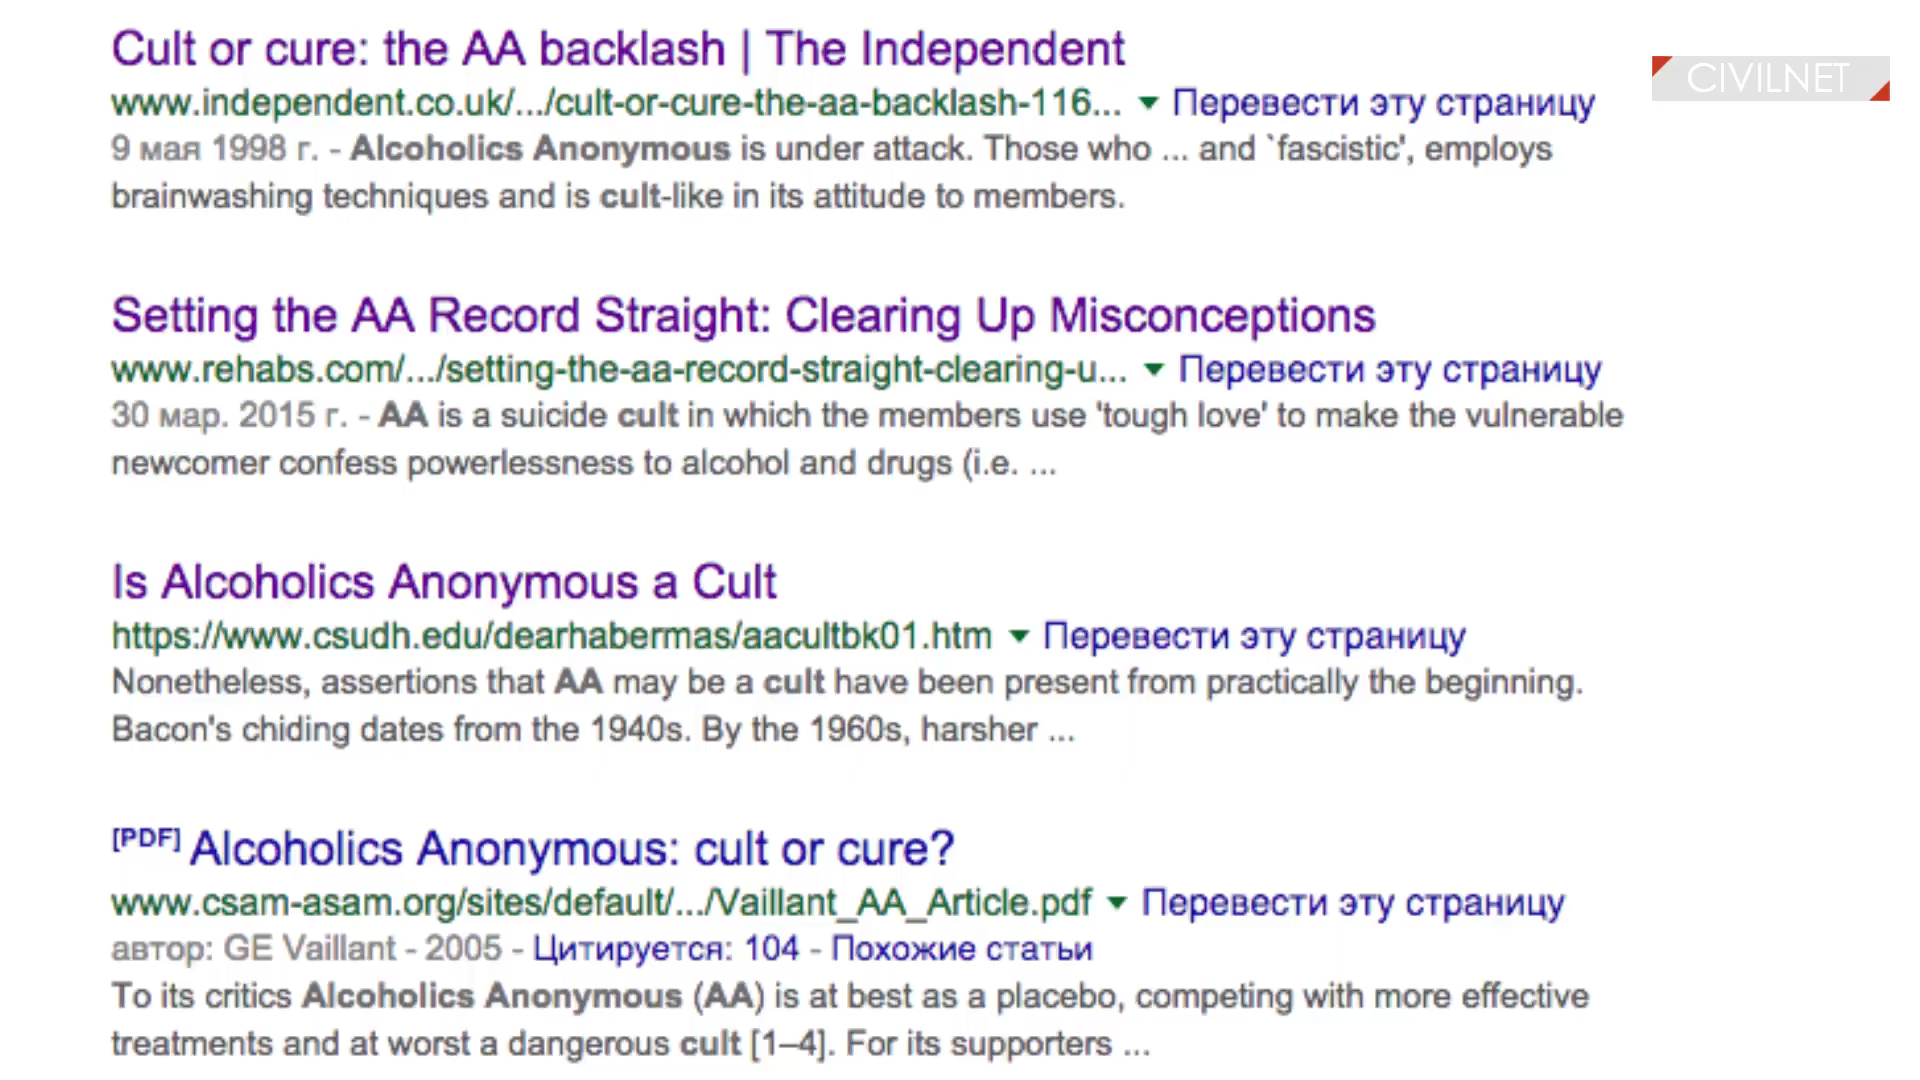 Cult or cure: the AA backlash | The Independent
CIVILNET
www.independent.co.uk/.../cult-or-cure-the-aa-backlash-116... ▼ Перевести эту страницу
9 мая 1998 г. - Alcoholics Anonymous is under attack. Those who ... and `fascistic', employs
brainwashing techniques and is cult-like in its attitude to members.
Setting the AA Record Straight: Clearing Up Misconceptions
www.rehabs.com/.../setting-the-aa-record-straight-clearing-u... ▼ Перевести эту страницу
30 мар. 2015 г. - AA is a suicide cult in which the members use 'tough love' to make the vulnerable
newcomer confess powerlessness to alcohol and drugs (i.e. ...
Is Alcoholics Anonymous a Cult
https://www.csudh.edu/dearhabermas/aacultbk01.htm ▼ Перевести эту страницу
Nonetheless, assertions that AA may be a cult have been present from practically the beginning.
Bacon's chiding dates from the 1940s. By the 1960s, harsher ...
[PDF] Alcoholics Anonymous: cult or cure?
www.csam-asam.org/sites/default/.../Vaillant_AA_Article.pdf ▼ Перевести эту страницу
автор: GE Vaillant - 2005 - Цитируется: 104 - Похожие статьи
To its critics Alcoholics Anonymous (AA) is at best as a placebo, competing with more effective
treatments and at worst a dangerous cult [1–4]. For its supporters ...